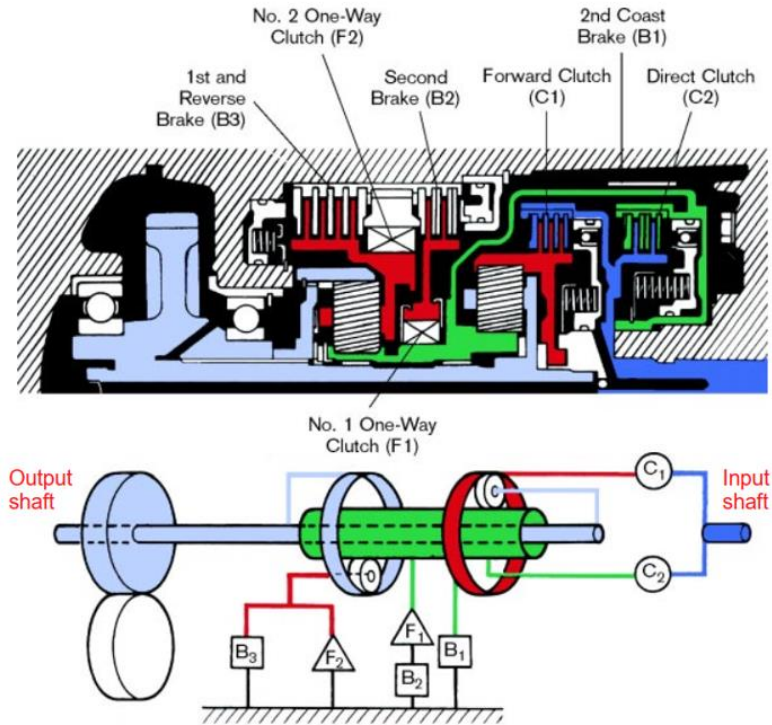 No. 2 One-Way
Clutch (F2)
2nd Coast
Brake (B1)
1st and
Reverse
Brake (B3)
Second
Brake (B2)
Forward Clutch
(C1)
Direct Clutch
(C2)
No. 1 One-Way
Clutch (F1)
Output
shaft
Input
shaft
C1
C2
B3
F2
F1
B2
B1